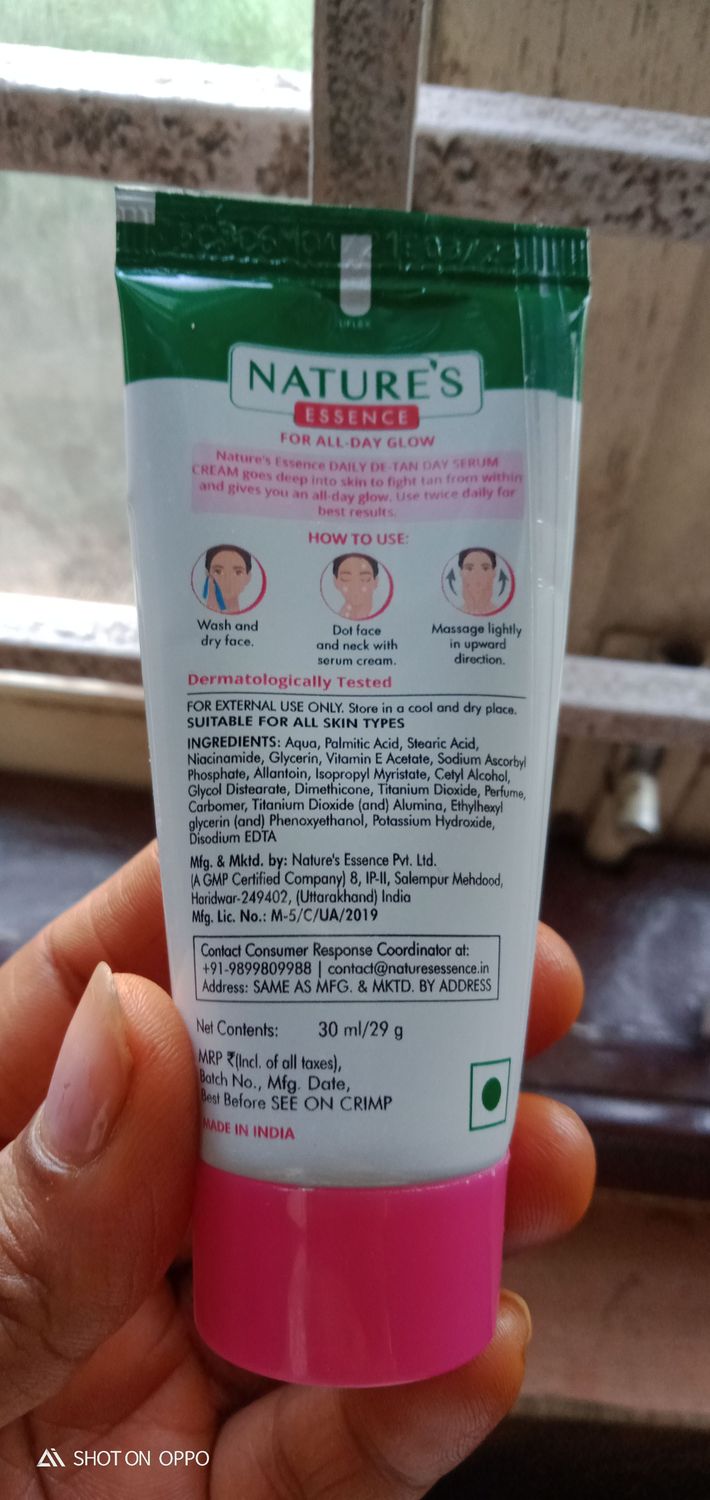 UFLEX
NATURE'S
ESSENCE
FOR ALL-DAY GLOW
Nature's Essence DAILY DE-TAN DAY SERUM
CREAM goes deep into skin to fight tan from within
and gives you an all-day glow. Use twice daily for
best results.
HOW TO USE:
Wash and
dry face.
Dot face
and neck with
serum cream.
Massage lightly
in upward
direction.
Dermatologically Tested
FOR EXTERNAL USE ONLY. Store in a cool and dry place.
SUITABLE FOR ALL SKIN TYPES
INGREDIENTS: Aqua, Palmitic Acid, Stearic Acid,
Niacinamide, Glycerin, Vitamin E Acetate, Sodium Ascorbyl
Phosphate, Allantoin, Isopropyl Myristate, Cetyl Alcohol,
Glycol Distearate, Dimethicone, Titanium Dioxide, Perfume,
Carbomer, Titanium Dioxide (and) Alumina, Ethylhexyl
glycerin (and) Phenoxyethanol, Potassium Hydroxide,
Disodium EDTA
Mfg. & Mktd. by: Nature's Essence Pvt. Ltd.
(A GMP Certified Company) 8, IP-II, Salempur Mehdood,
Haridwar-249402, (Uttarakhand) India
Mfg. Lic. No.: M-5/C/UA/2019
Contact Consumer Response Coordinator at:
+91-9899809988 | contact@naturesessence.in
Address: SAME AS MFG. & MKTD. BY ADDRESS
Net Contents: 30 ml/29 g
MRP ₹(Incl. of all taxes),
Batch No., Mfg. Date,
Best Before SEE ON CRIMP
MADE IN INDIA
SHOT ON OPPO